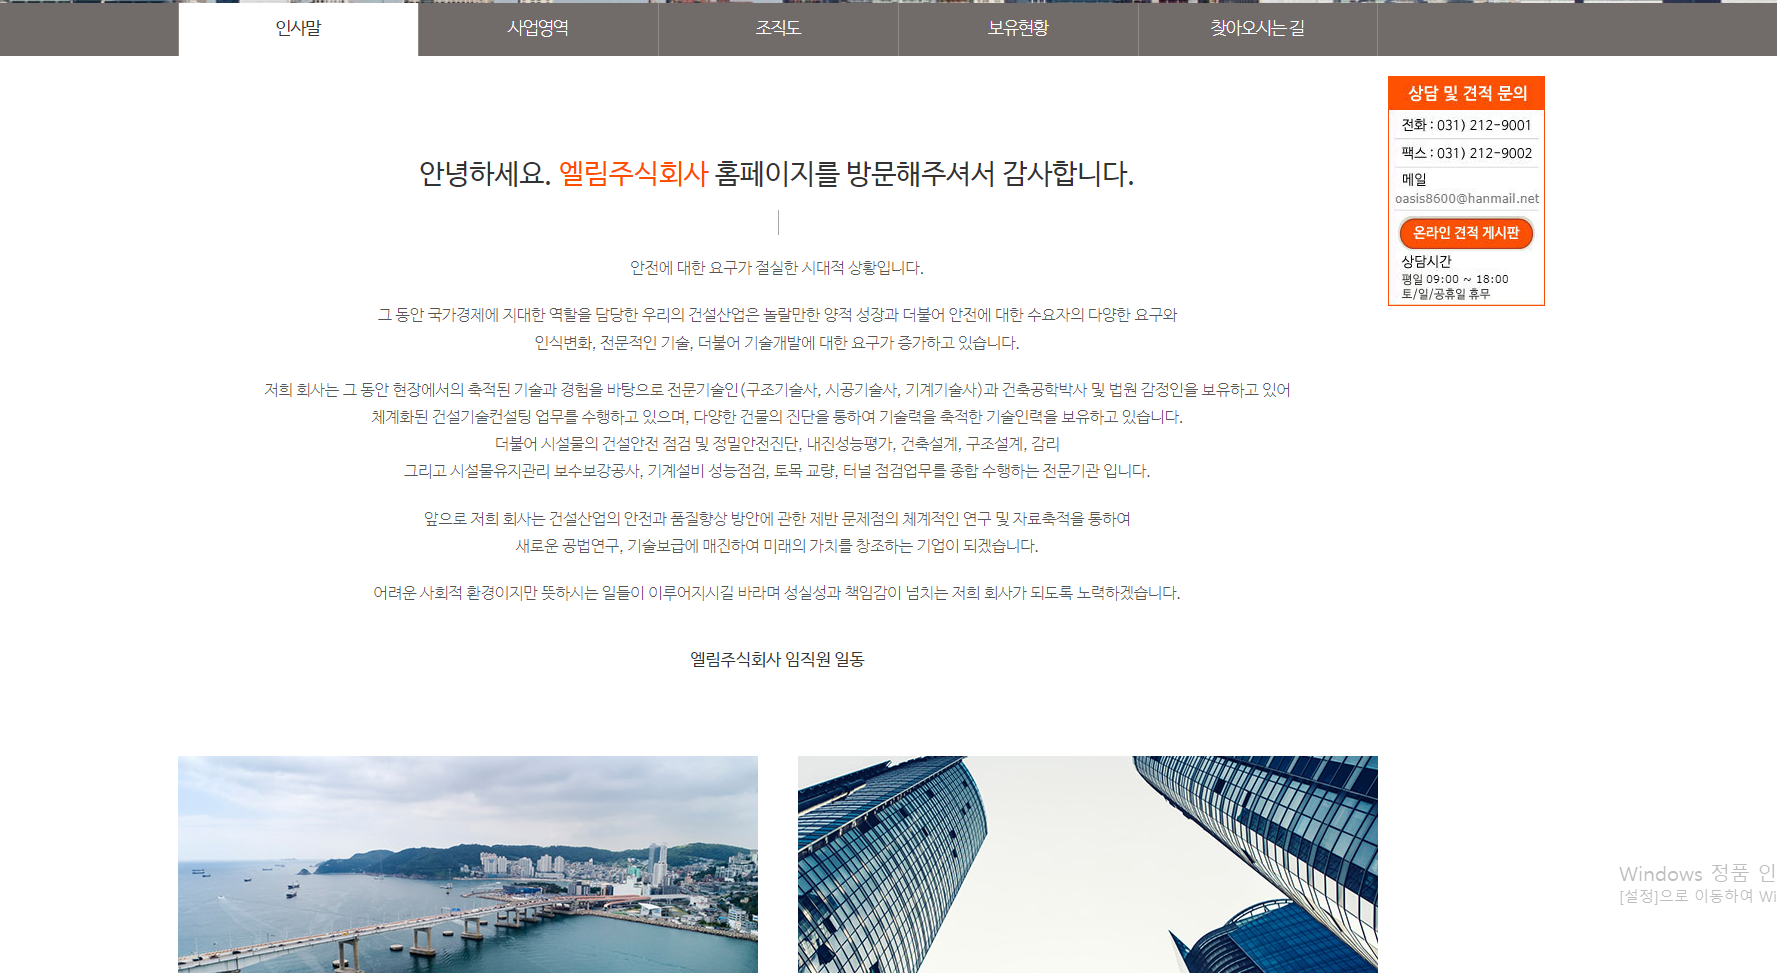 인사말
사업영역
조직도
보유현황
찾아오시는 길
상담 및 견적 문의
전화 : 031) 212-9001
팩스 : 031) 212-9002
메일
oasis8600@hanmail.net
온라인 견적 게시판
상담시간
평일 09:00 ~ 18:00
토/일/공휴일 휴무
안녕하세요. 엘림주식회사 홈페이지를 방문해주셔서 감사합니다.
안전에 대한 요구가 절실한 시대적 상황입니다.
그 동안 국가경제에 지대한 역할을 담당한 우리의 건설산업은 놀랄만한 양적 성장과 더불어 안전에 대한 수요자의 다양한 요구와
인식변화, 전문적인 기술, 더불어 기술개발에 대한 요구가 증가하고 있습니다.
저희 회사는 그 동안 현장에서의 축적된 기술과 경험을 바탕으로 전문기술인(구조기술사, 시공기술사, 기계기술사)과 건축공학박사 및 법원 감정인을 보유하고 있어
체계화된 건설기술컨설팅 업무를 수행하고 있으며, 다양한 건물의 진단을 통하여 기술력을 축적한 기술인력을 보유하고 있습니다.
더불어 시설물의 건설안전 점검 및 정밀안전진단, 내진성능평가, 건축설계, 구조설계, 감리
그리고 시설물유지관리 보수보강공사, 기계설비 성능점검, 토목 교량, 터널 점검업무를 종합 수행하는 전문기관 입니다.
앞으로 저희 회사는 건설산업의 안전과 품질향상 방안에 관한 제반 문제점의 체계적인 연구 및 자료축적을 통하여
새로운 공법연구, 기술보급에 매진하여 미래의 가치를 창조하는 기업이 되겠습니다.
어려운 사회적 환경이지만 뜻하시는 일들이 이루어지시길 바라며 성실성과 책임감이 넘치는 저희 회사가 되도록 노력하겠습니다.
엘림주식회사 임직원 일동
Windows 정품 인
[설정]으로 이동하여 Wi